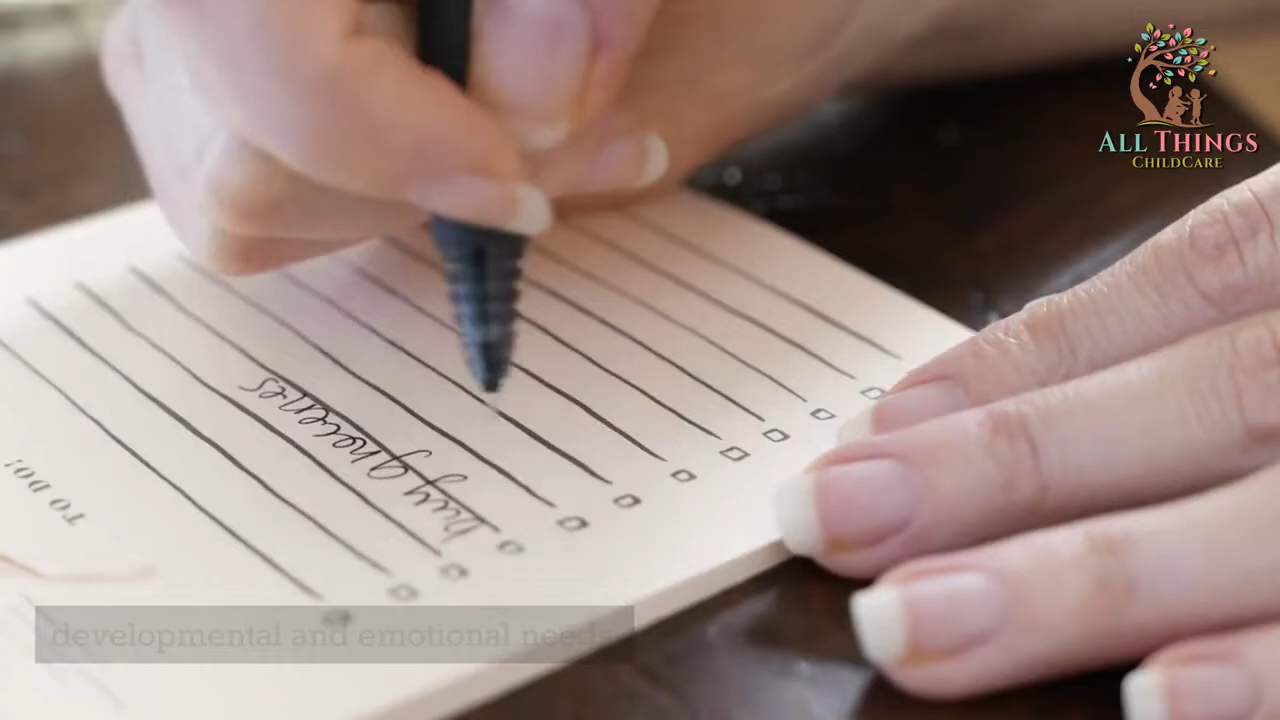 ALL THINGS
CHILDCARE
TO DO!
buy groceries
developmental and emotional needs